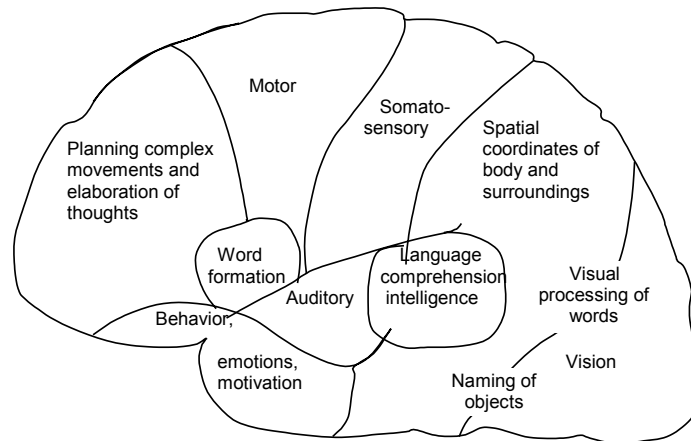 Motor
Somato-
sensory
Planning complex
movements and
elaboration of
thoughts
Spatial
coordinates of
body and
surroundings
Word
formation
Language
comprehension
intelligence
Auditory
Behavior,
emotions,
motivation
Visual
processing of
words
Vision
Naming of
objects